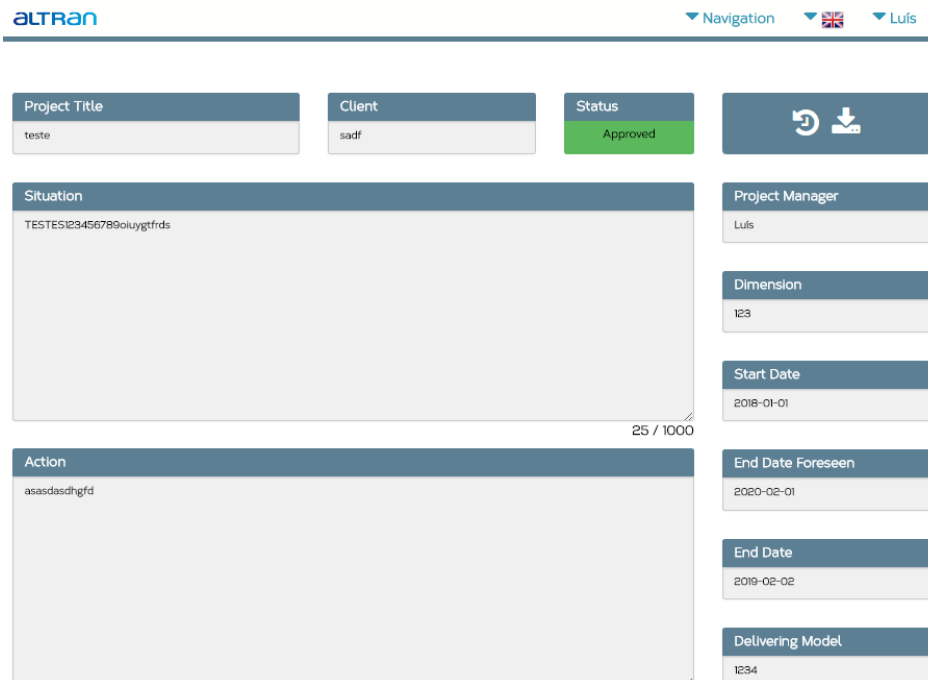 altran
Navigation
Luís
Project Title
teste
Client
sadf
Status
Approved
Situation
TESTES123456789oiuygtfrds
25 / 1000
Action
asasdasdhgfd
Project Manager
Luís
Dimension
123
Start Date
2018-01-01
End Date Foreseen
2020-02-01
End Date
2019-02-02
Delivering Model
1234